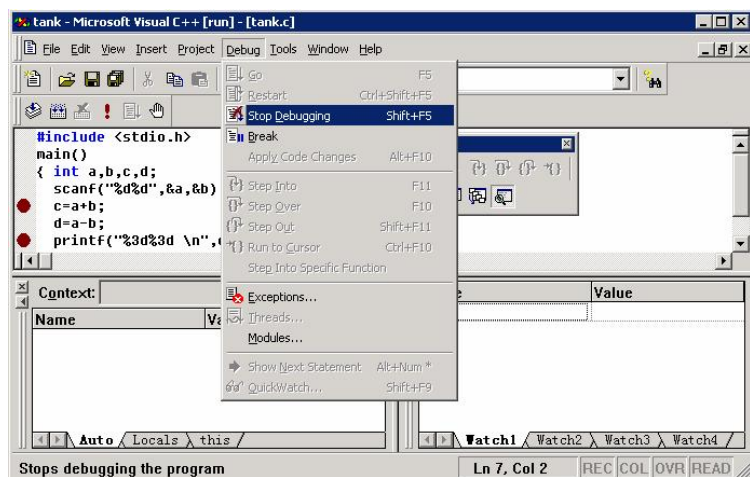 tank - Microsoft Visual C++ [run] - [tank.c]
File Edit View Insert Project Debug Tools Window Help
Go F5
Restart Ctrl+Shift+F5
Stop Debugging Shift+F5
Break
Apply Code Changes Alt+F10
Step Into F11
Step Over F10
Step Out Shift+F11
Run to Cursor Ctrl+F10
Step Into Specific Function
Exceptions...
Threads...
Modules...
Show Next Statement Alt+Num *
QuickWatch... Shift+F9
#include <stdio.h>
main()
{ int a,b,c,d;
scanf("%d%d",&a,&b)
c=a+b;
d=a-b;
printf("%3d%3d \n",
Context:
Name
Value
Auto Locals this
Watch1 Watch2 Watch3 Watch4
Stops debugging the program
Ln 7, Col 2
REC COL OVR READ